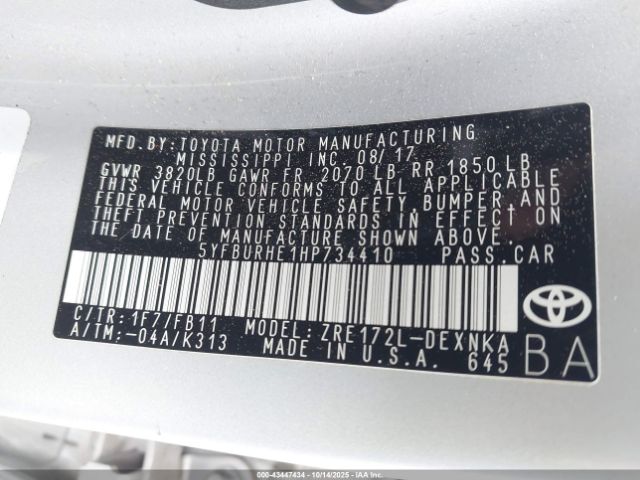 MFD. BY: TOYOTA MOTOR MANUFACTURING
MISSISSIPPI INC. 08/17
GVWR 3820LB GAWR FR 2070 LB RR 1850 LB
THIS VEHICLE CONFORMS TO ALL APPLICABLE
FEDERAL MOTOR VEHICLE SAFETY, BUMPER, AND
THEFT PREVENTION STANDARDS IN EFFECT† ON
THE DATE OF MANUFACTURE SHOWN ABOVE.
5YFBURHE1HP734410 PASS.CAR
C/TR: 1F7/FB11 MODEL: ZRE172L-DEXNKA
A/TM: -04A/K313 MADE IN U.S.A. 645
BA
000-43447434 | 10/14/2025 | IAAI.COM